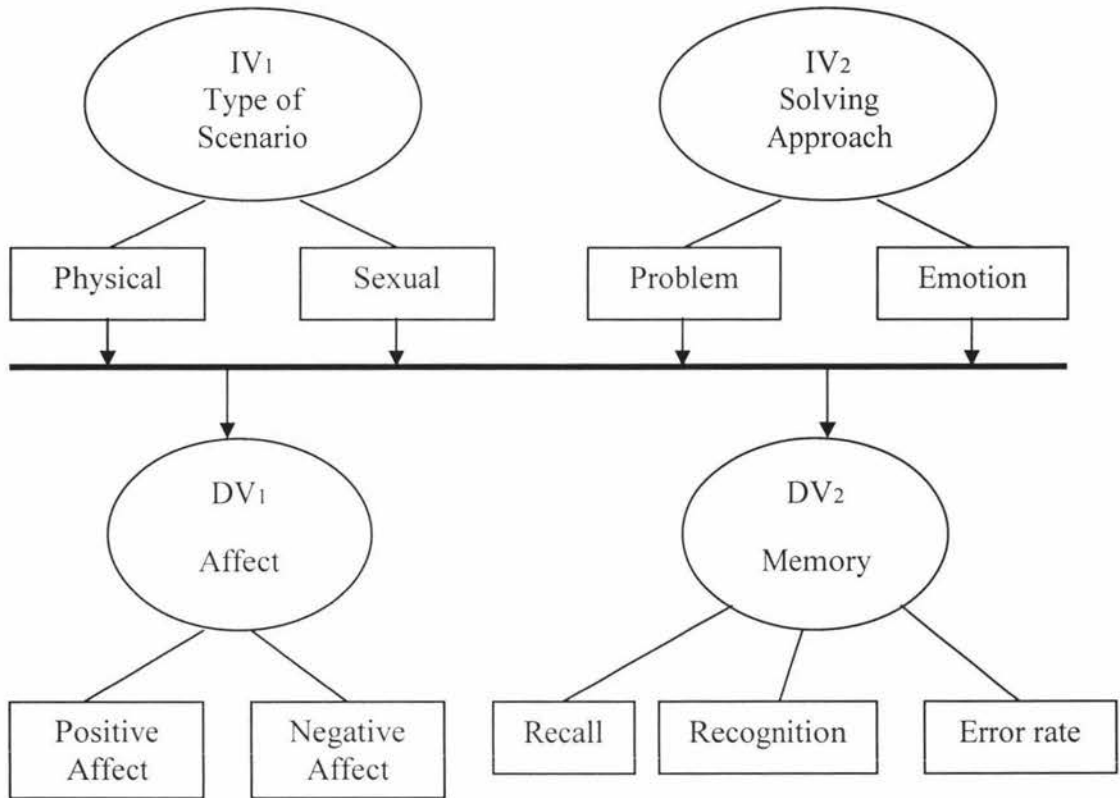 IV₁
Type of
Scenario
IV₂
Solving
Approach
Physical
Sexual
Problem
Emotion
DV₁
Affect
DV₂
Memory
Positive
Affect
Negative
Affect
Recall
Recognition
Error rate